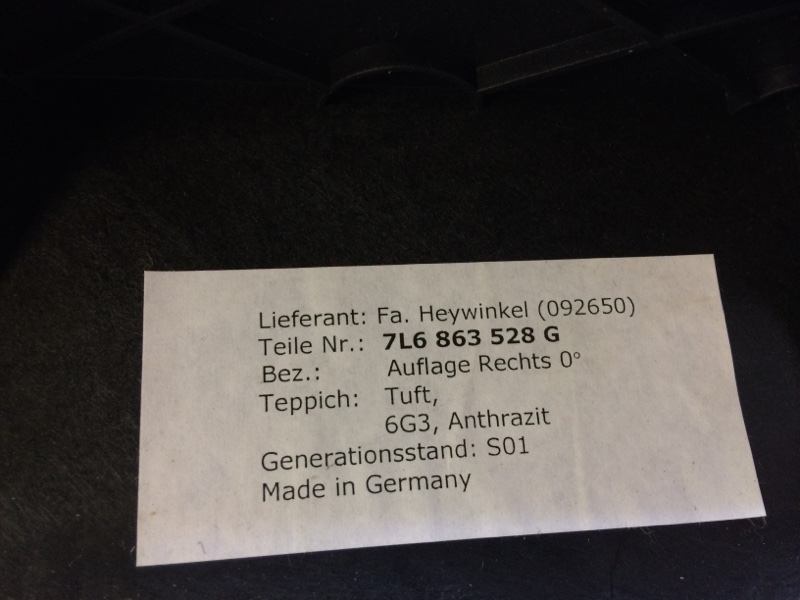 Lieferant: Fa. Heywinkel (092650)
Teile Nr.: 7L6 863 528 G
Bez.: Auflage Rechts 0°
Teppich: Tuft,
6G3, Anthrazit
Generationsstand: S01
Made in Germany